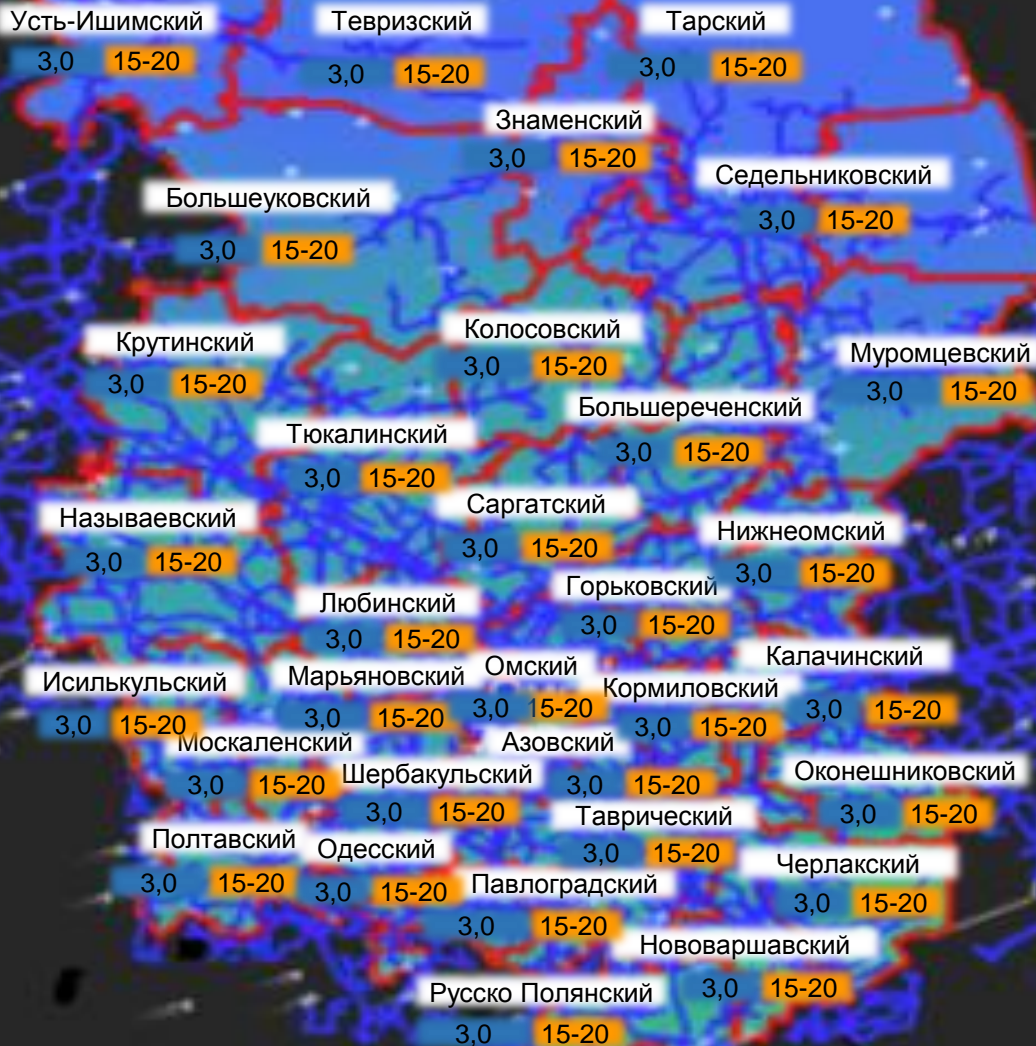 Усть-Ишимский
3,0 15-20
Тевризский
3,0 15-20
Тарский
3,0 15-20
Знаменский
3,0 15-20
Седельниковский
3,0 15-20
Большеуковский
3,0 15-20
Крутинский
3,0 15-20
Колосовский
3,0 15-20
Муромцевский
3,0 15-20
Большереченский
3,0 15-20
Тюкалинский
3,0 15-20
Саргатский
3,0 15-20
Называевский
3,0 15-20
Нижнеомский
3,0 15-20
Горьковский
3,0 15-20
Любинский
3,0 15-20
Калачинский
3,0 15-20
Исилькульский
3,0 15-20
Марьяновский
3,0 15-20
Омский
3,0 15-20
Кормиловский
3,0 15-20
Москаленский
3,0 15-20
Азовский
3,0 15-20
Шербакульский
3,0 15-20
Оконешниковский
3,0 15-20
Таврический
3,0 15-20
Полтавский
3,0 15-20
Одесский
3,0 15-20
Черлакский
3,0 15-20
Павлоградский
3,0 15-20
Нововаршавский
3,0 15-20
Русско Полянский
3,0 15-20